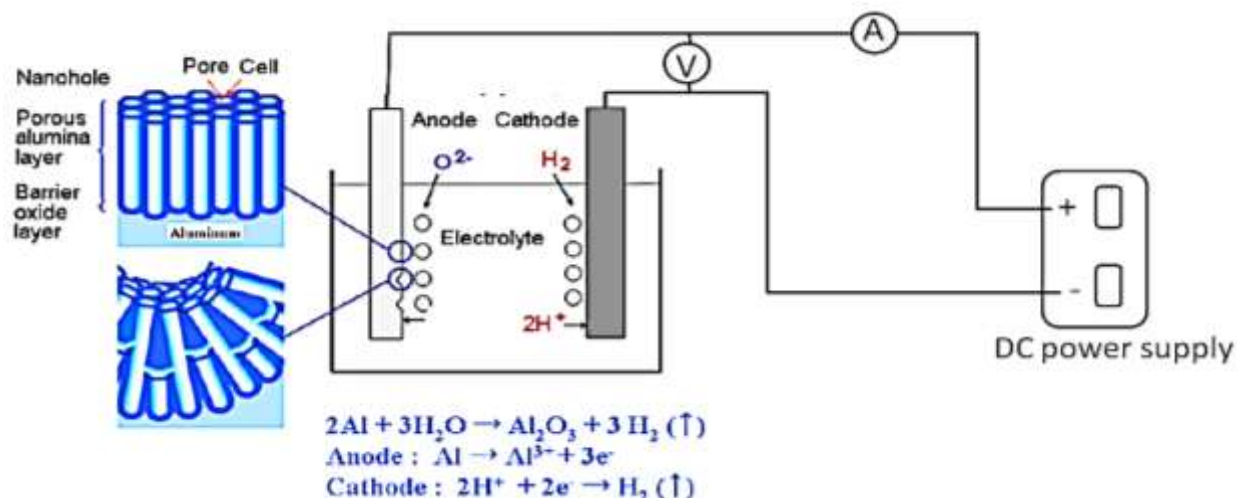 Nanohole
Pore Cell
Porous
alumina
layer
Barrier
oxide
layer
Aluminum
A
V
Anode Cathode
O²⁻
H₂
Electrolyte
2H⁺
+
-
DC power supply
2Al + 3H₂O → Al₂O₃ + 3 H₂ (↑)
Anode : Al → Al³⁺ + 3e⁻
Cathode : 2H⁺ + 2e⁻ → H₂ (↑)